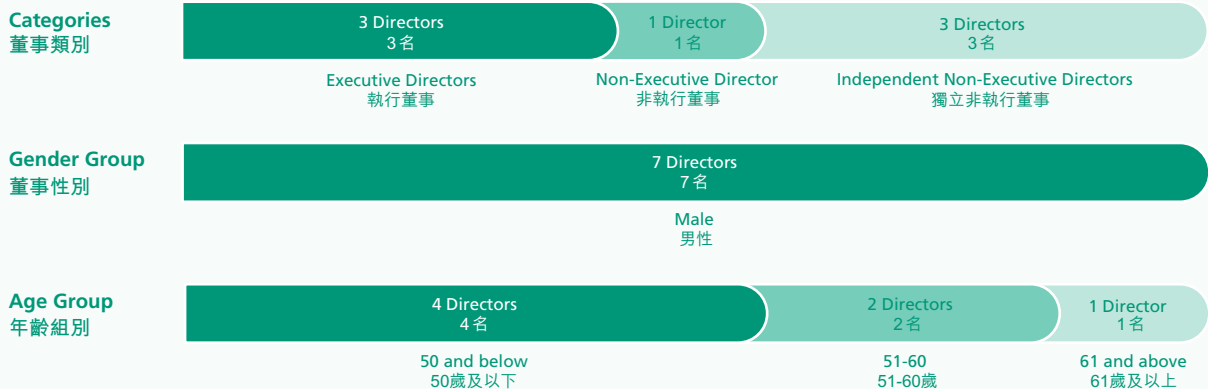 Categories
董事類別
3 Directors
3名
1 Director
1名
3 Directors
3名
Executive Directors
執行董事
Non-Executive Director
非執行董事
Independent Non-Executive Directors
獨立非執行董事
Gender Group
董事性別
7 Directors
7名
Male
男性
Age Group
年齡組別
4 Directors
4名
2 Directors
2名
1 Director
1名
50 and below
50歲及以下
51-60
51-60歲
61 and above
61歲及以上